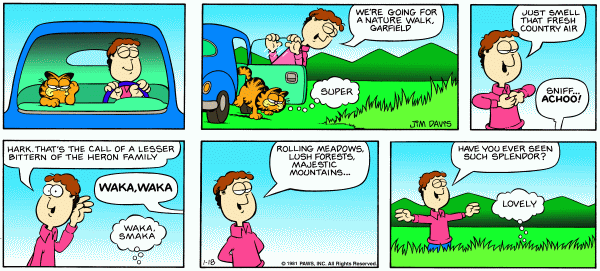 WE'RE GOING FOR
A NATURE WALK,
GARFIELD
SUPER
JIM DAVIS
JUST SMELL
THAT FRESH
COUNTRY AIR
SNIFF...
ACHOO!
HARK. THAT'S THE CALL OF A LESSER
BITTERN OF THE HERON FAMILY
WAKA, WAKA
WAKA,
SMAKA
ROLLING MEADOWS,
LUSH FORESTS,
MAJESTIC
MOUNTAINS...
1-18
© 1981 PAWS, INC. All Rights Reserved.
HAVE YOU EVER SEEN
SUCH SPLENDOR?
LOVELY